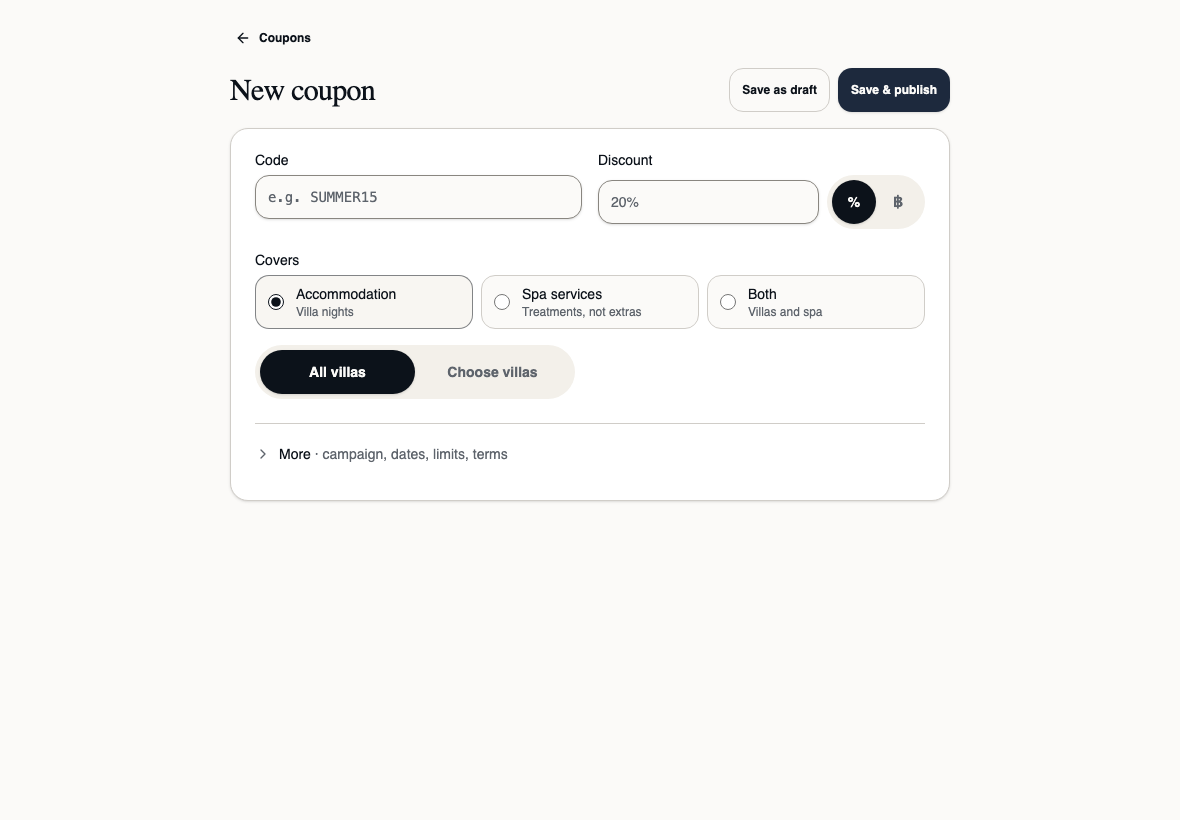 Coupons
New coupon
Save as draft
Save & publish
Code
Discount
e.g. SUMMER15
20%
%
฿
Covers
Accommodation
Villa nights
Spa services
Treatments, not extras
Both
Villas and spa
All villas
Choose villas
More · campaign, dates, limits, terms